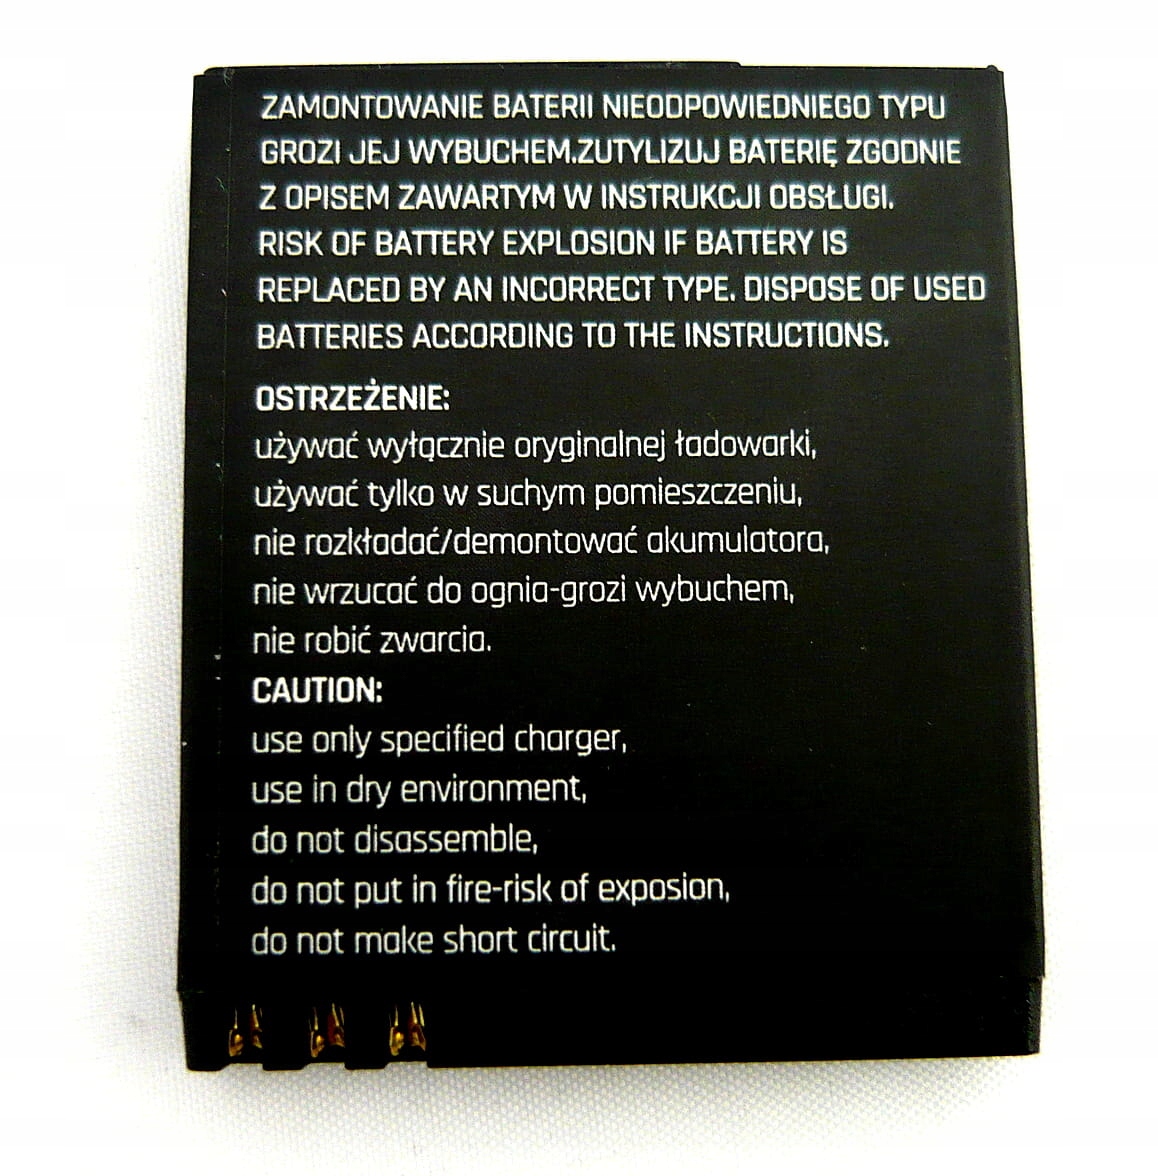 ZAMONTOWANIE BATERII NIEODPOWIEDNIEGO TYPU
GROZI JEJ WYBUCHEM.ZUTYLIZUJ BATERIĘ ZGODNIE
Z OPISEM ZAWARTYM W INSTRUKCJI OBSŁUGI.
RISK OF BATTERY EXPLOSION IF BATTERY IS
REPLACED BY AN INCORRECT TYPE. DISPOSE OF USED
BATTERIES ACCORDING TO THE INSTRUCTIONS.
OSTRZEŻENIE:
używać wyłącznie oryginalnej ładowarki,
używać tylko w suchym pomieszczeniu,
nie rozkładać/demontować akumulatora,
nie wrzucać do ognia-grozi wybuchem,
nie robić zwarcia.
CAUTION:
use only specified charger,
use in dry environment,
do not disassemble,
do not put in fire-risk of exposion,
do not make short circuit.